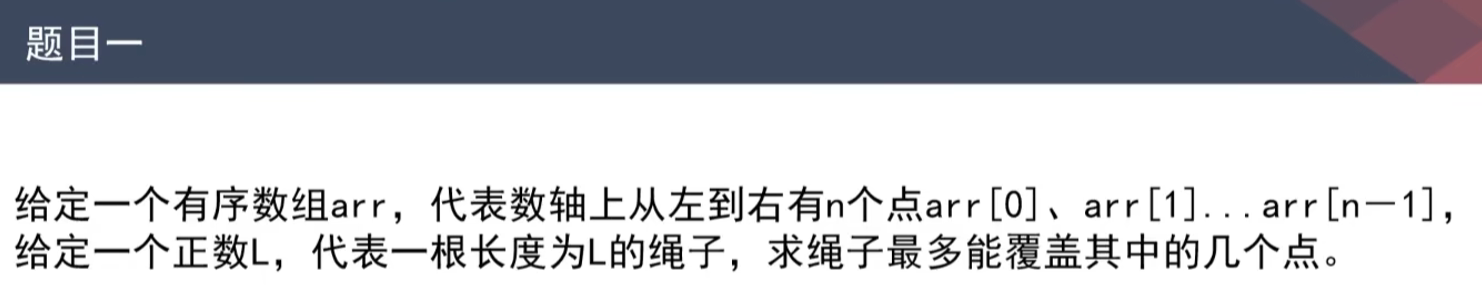 题目一
给定一个有序数组arr，代表数轴上从左到右有n个点arr[0]、arr[1]...arr[n－1]，
给定一个正数L，代表一根长度为L的绳子，求绳子最多能覆盖其中的几个点。